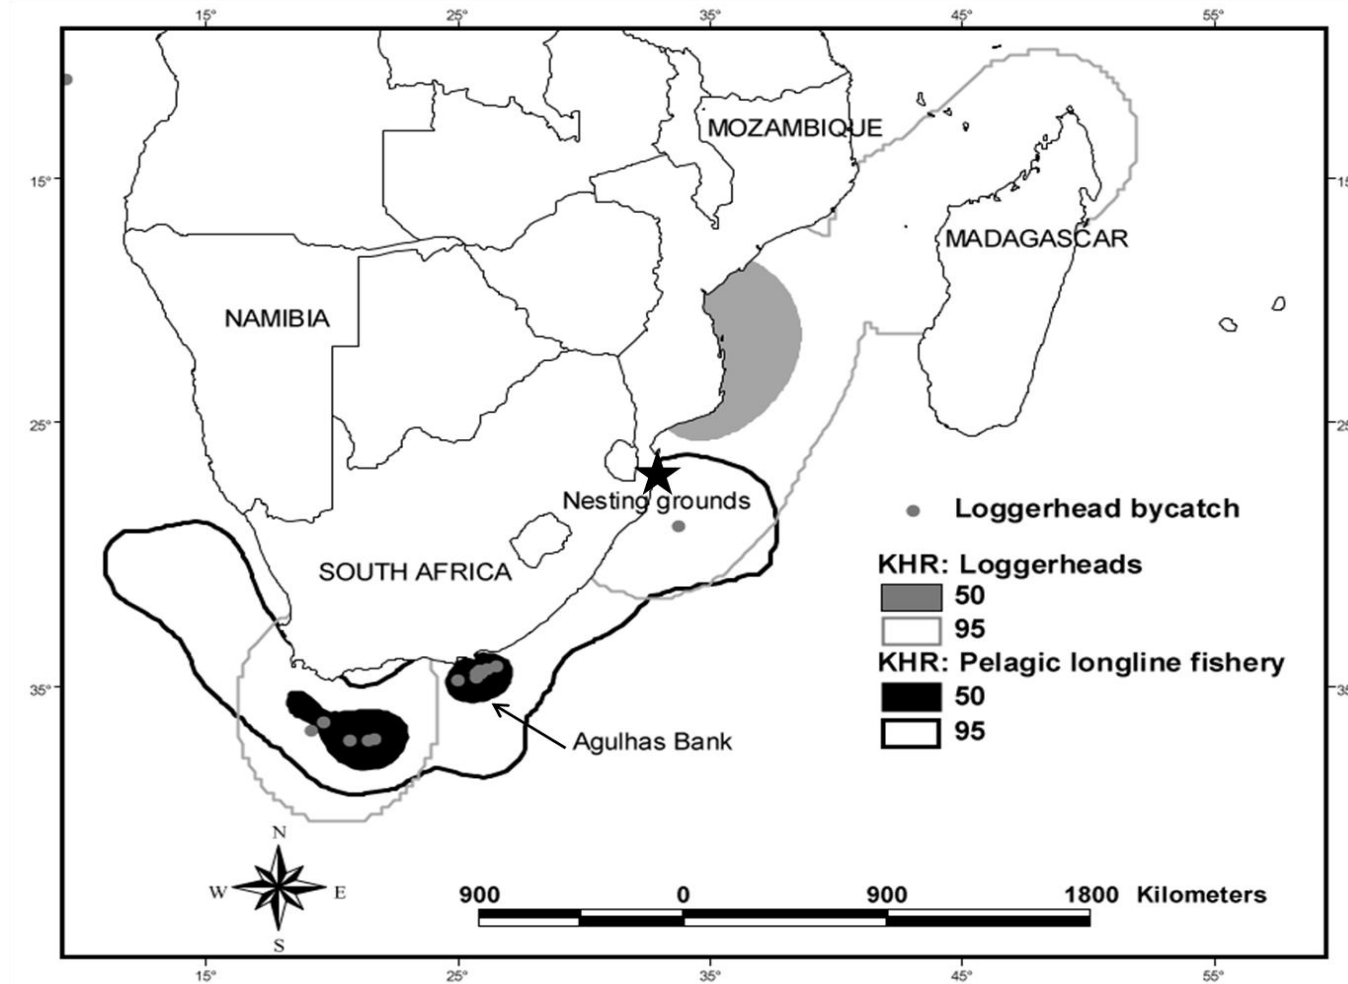 15° 25° 35° 45° 55°
MOZAMBIQUE
15° 15
MADAGASCAR
NAMIBIA
25° 25
Nesting grounds
Loggerhead bycatch
SOUTH AFRICA
KHR: Loggerheads
50
95
KHR: Pelagic longline fishery
35° 35
50
95
Agulhas Bank
N
W E
S
900 0 900 1800 Kilometers
15° 25° 35° 45° 55°